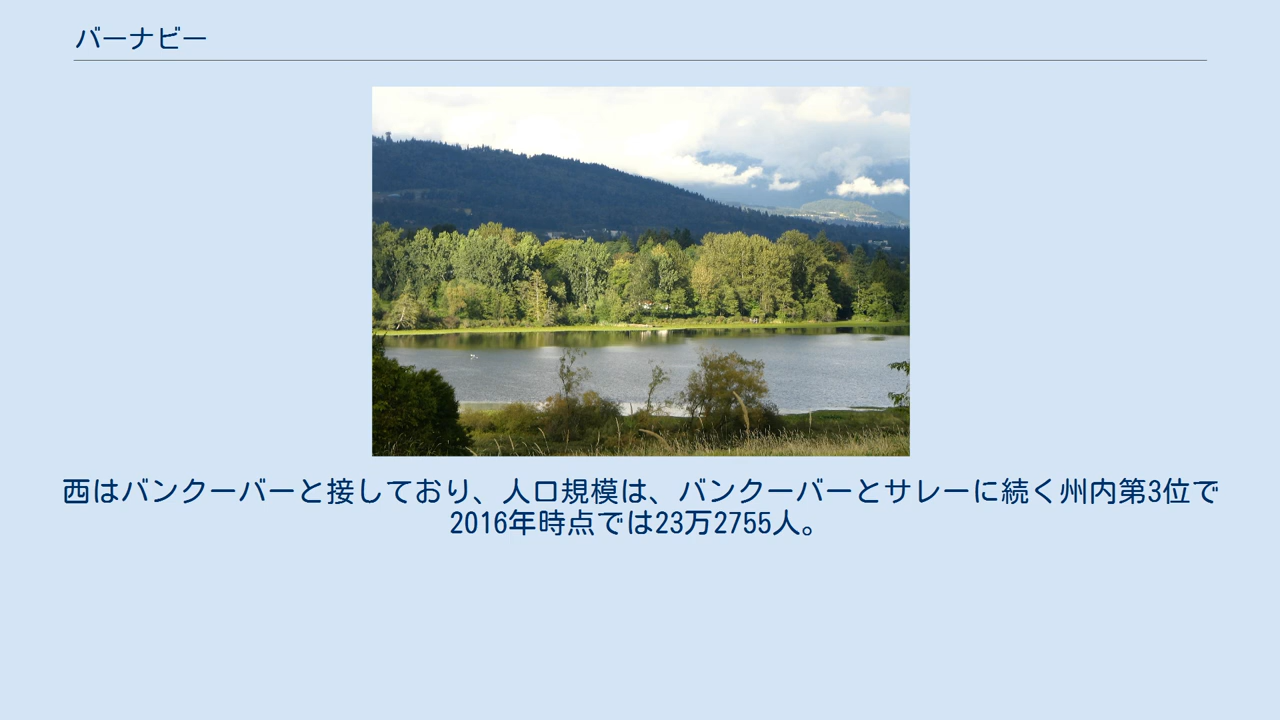 バーナビー
西はバンクーバーと接しており、人口規模は、バンクーバーとサレーに続く州内第3位で
2016年時点では23万2755人。